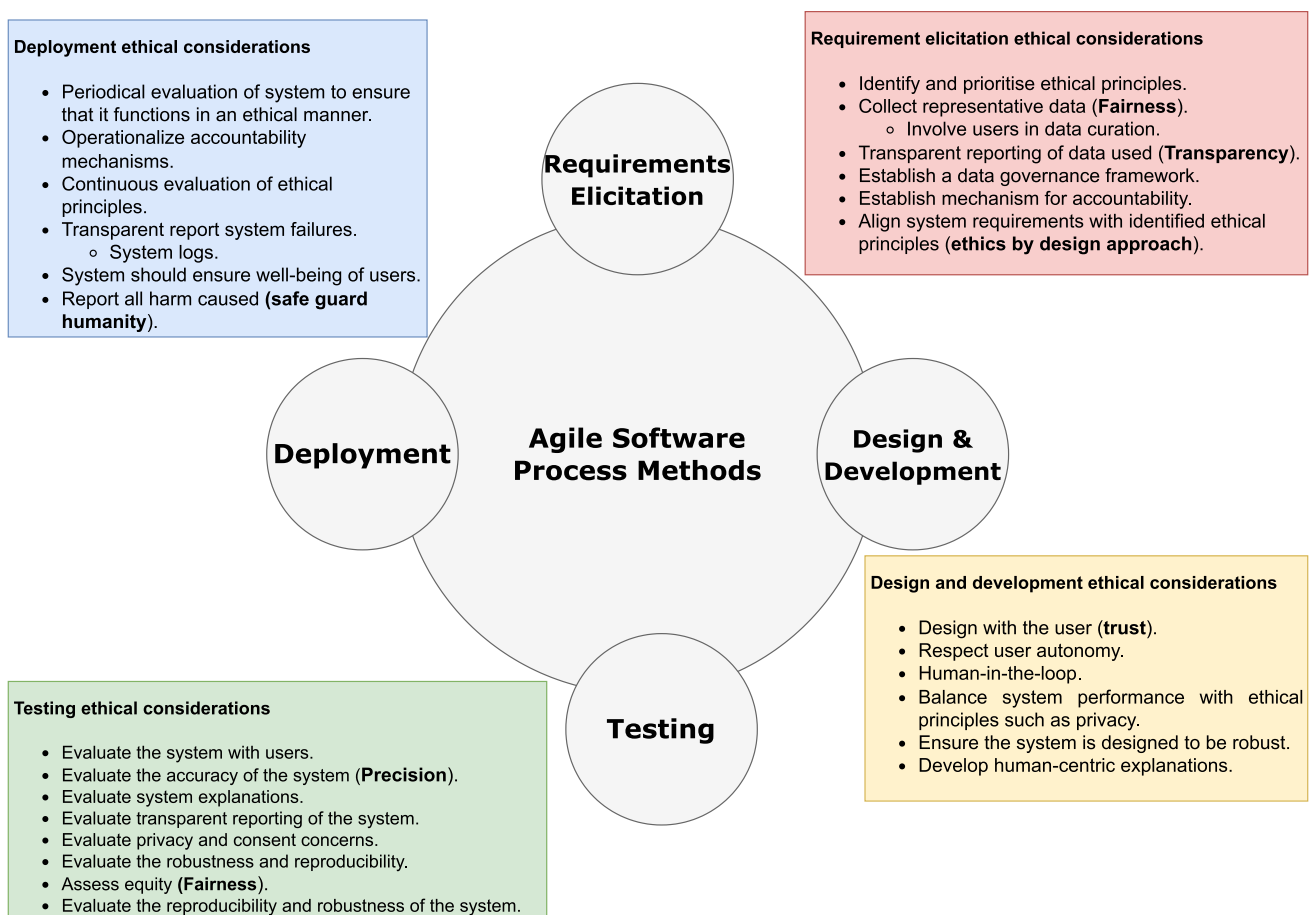 Deployment ethical considerations
• Periodical evaluation of system to ensure
that it functions in an ethical manner.
• Operationalize accountability
mechanisms.
• Continuous evaluation of ethical
principles.
• Transparent report system failures.
○ System logs.
• System should ensure well-being of users.
• Report all harm caused (safe guard
humanity).
Requirement elicitation ethical considerations
• Identify and prioritise ethical principles.
• Collect representative data (Fairness).
○ Involve users in data curation.
• Transparent reporting of data used (Transparency).
• Establish a data governance framework.
• Establish mechanism for accountability.
• Align system requirements with identified ethical
principles (ethics by design approach).
Requirements
Elicitation
Deployment
Agile Software
Process Methods
Design &
Development
Testing
Design and development ethical considerations
• Design with the user (trust).
• Respect user autonomy.
• Human-in-the-loop.
• Balance system performance with ethical
principles such as privacy.
• Ensure the system is designed to be robust.
• Develop human-centric explanations.
Testing ethical considerations
• Evaluate the system with users.
• Evaluate the accuracy of the system (Precision).
• Evaluate system explanations.
• Evaluate transparent reporting of the system.
• Evaluate privacy and consent concerns.
• Evaluate the robustness and reproducibility.
• Assess equity (Fairness).
• Evaluate the reproducibility and robustness of the system.